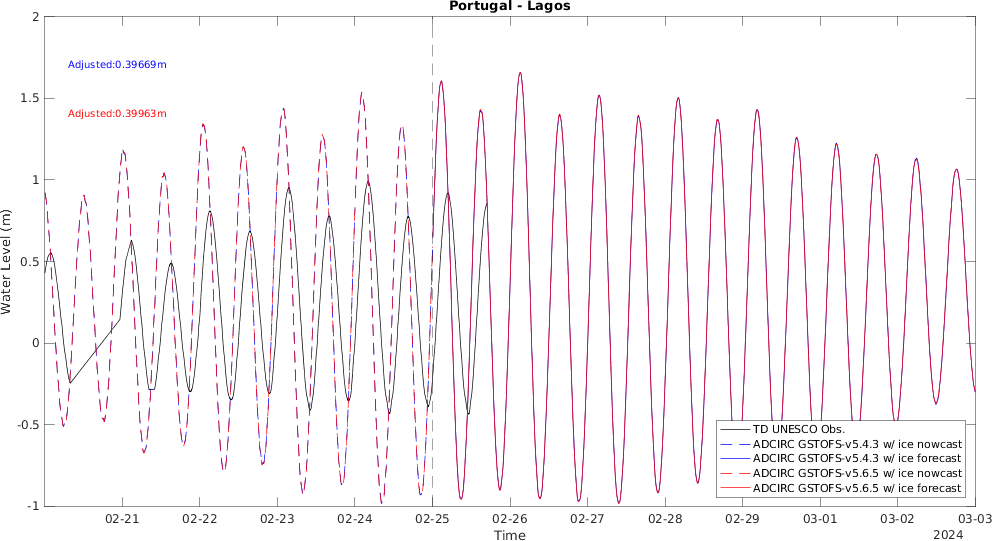 Portugal - Lagos
2
1.5
1
0.5
0
-0.5
-1
Water Level (m)
Adjusted:0.39669m
Adjusted:0.39963m
TD UNESCO Obs.
ADCIRC GSTOFS-v5.4.3 w/ ice nowcast
ADCIRC GSTOFS-v5.4.3 w/ ice forecast
ADCIRC GSTOFS-v5.6.5 w/ ice nowcast
ADCIRC GSTOFS-v5.6.5 w/ ice forecast
02-21 02-22 02-23 02-24 02-25 02-26 02-27 02-28 02-29 03-01 03-02 03-03
Time
2024